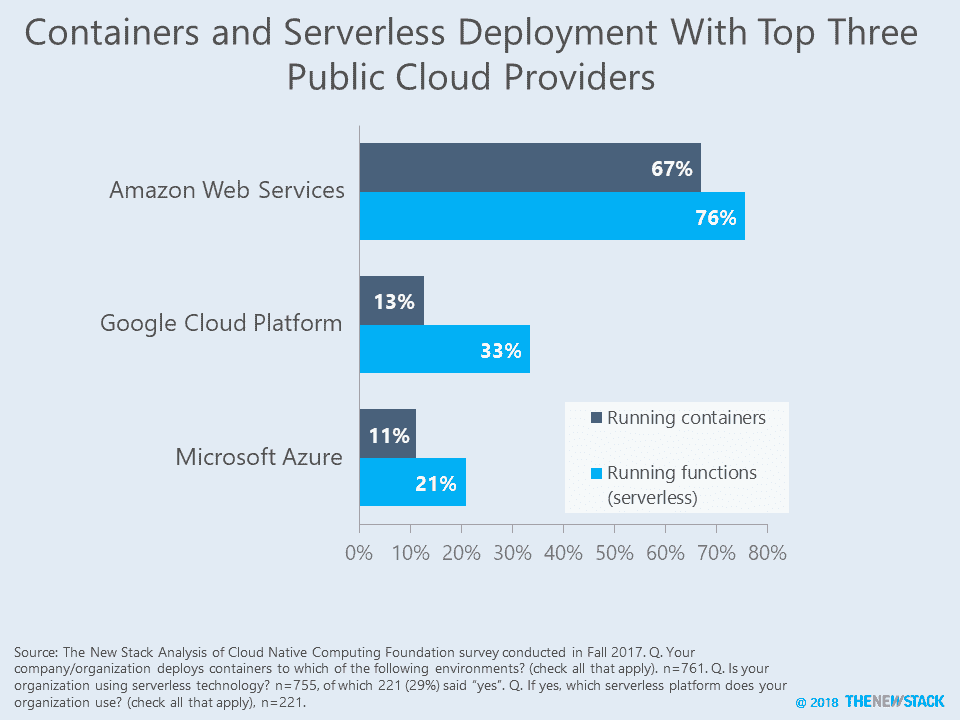 Containers and Serverless Deployment With Top Three
Public Cloud Providers
Amazon Web Services
67%
76%
Google Cloud Platform
13%
33%
Microsoft Azure
11%
21%
Running containers
Running functions
(serverless)
0% 10% 20% 30% 40% 50% 60% 70% 80%
Source: The New Stack Analysis of Cloud Native Computing Foundation survey conducted in Fall 2017. Q. Your
company/organization deploys containers to which of the following environments? (check all that apply). n=761. Q. Is your
organization using serverless technology? n=755, of which 221 (29%) said “yes”. Q. If yes, which serverless platform does your
organization use? (check all that apply), n=221.
@ 2018 THENEWSTACK